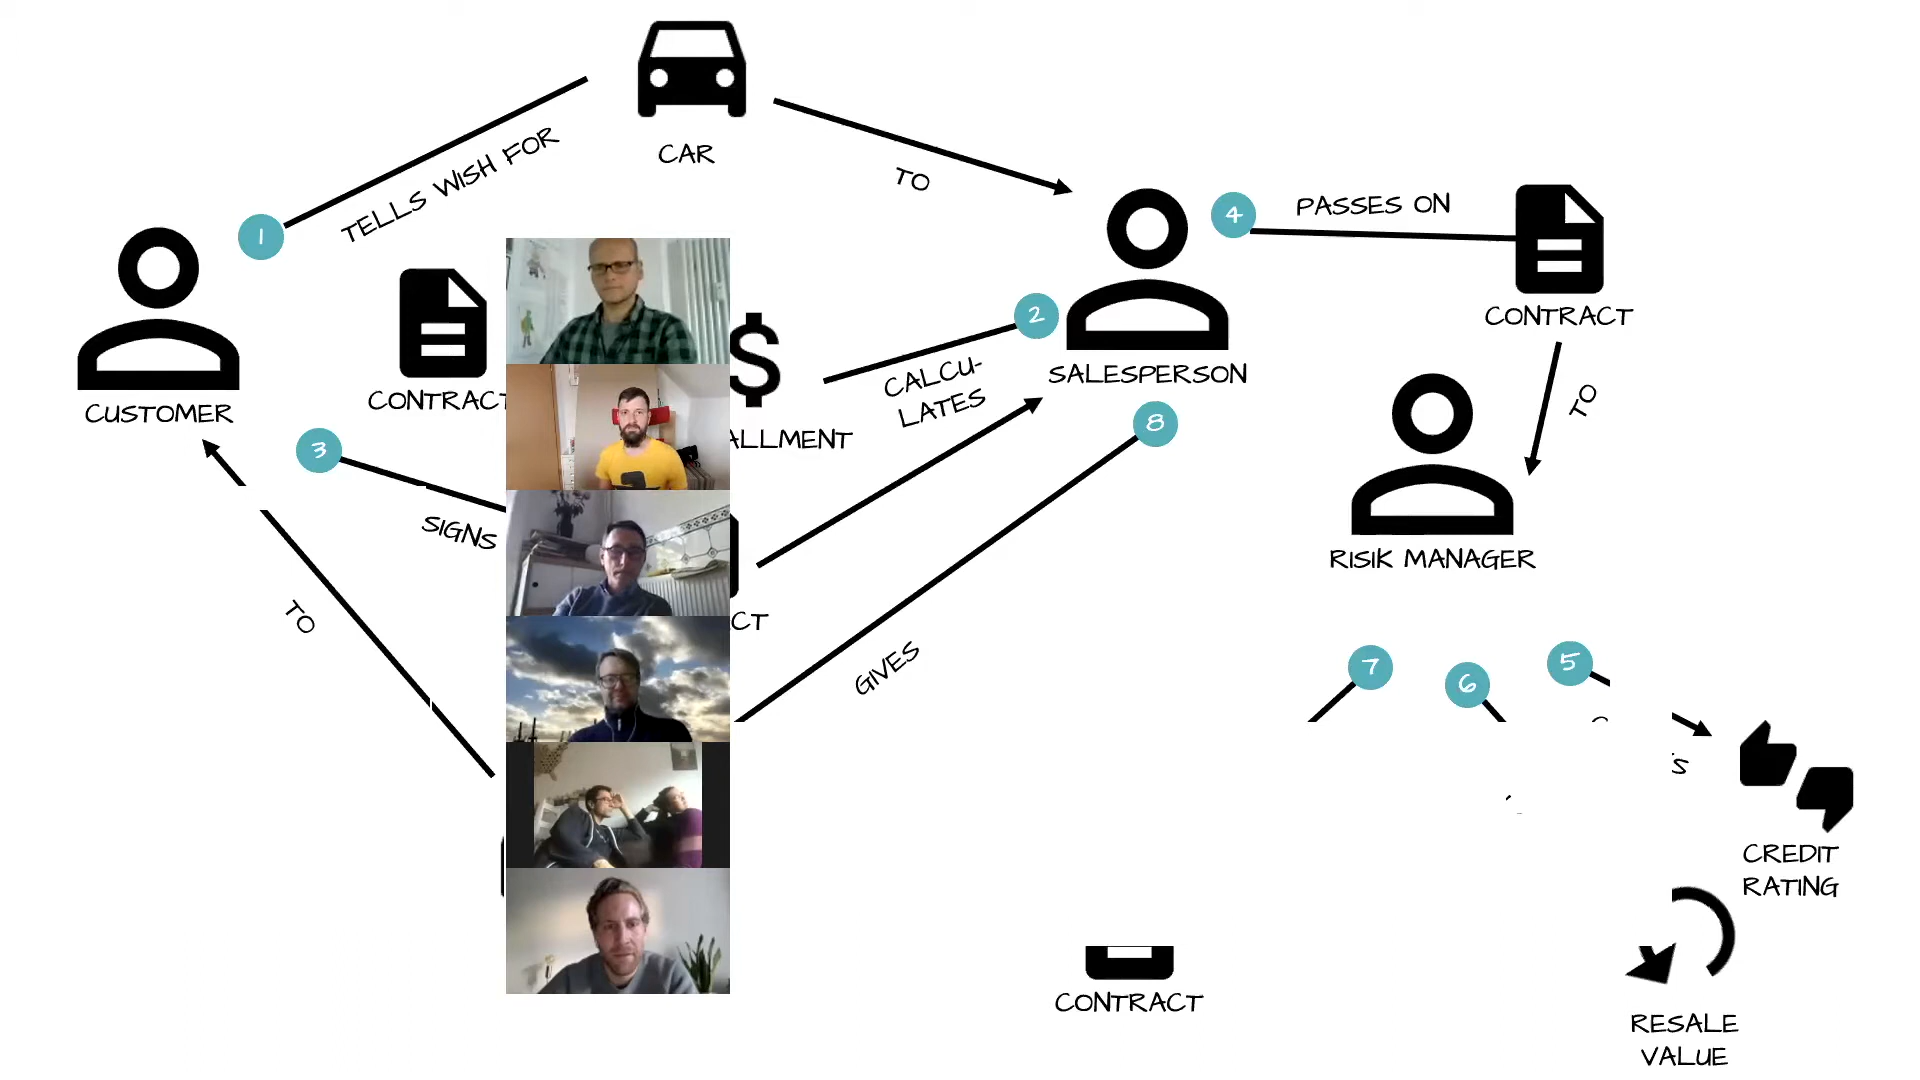 CAR
TELLS WISH FOR
TO
1
CUSTOMER
CONTRACT
2
CALCU-
LATES
ALLMENT
SALESPERSON
4
PASSES ON
CONTRACT
TO
RISIK MANAGER
3
SIGNS
CT
8
GIVES
TO
7
6
5
S
CREDIT
RATING
CONTRACT
RESALE
VALUE